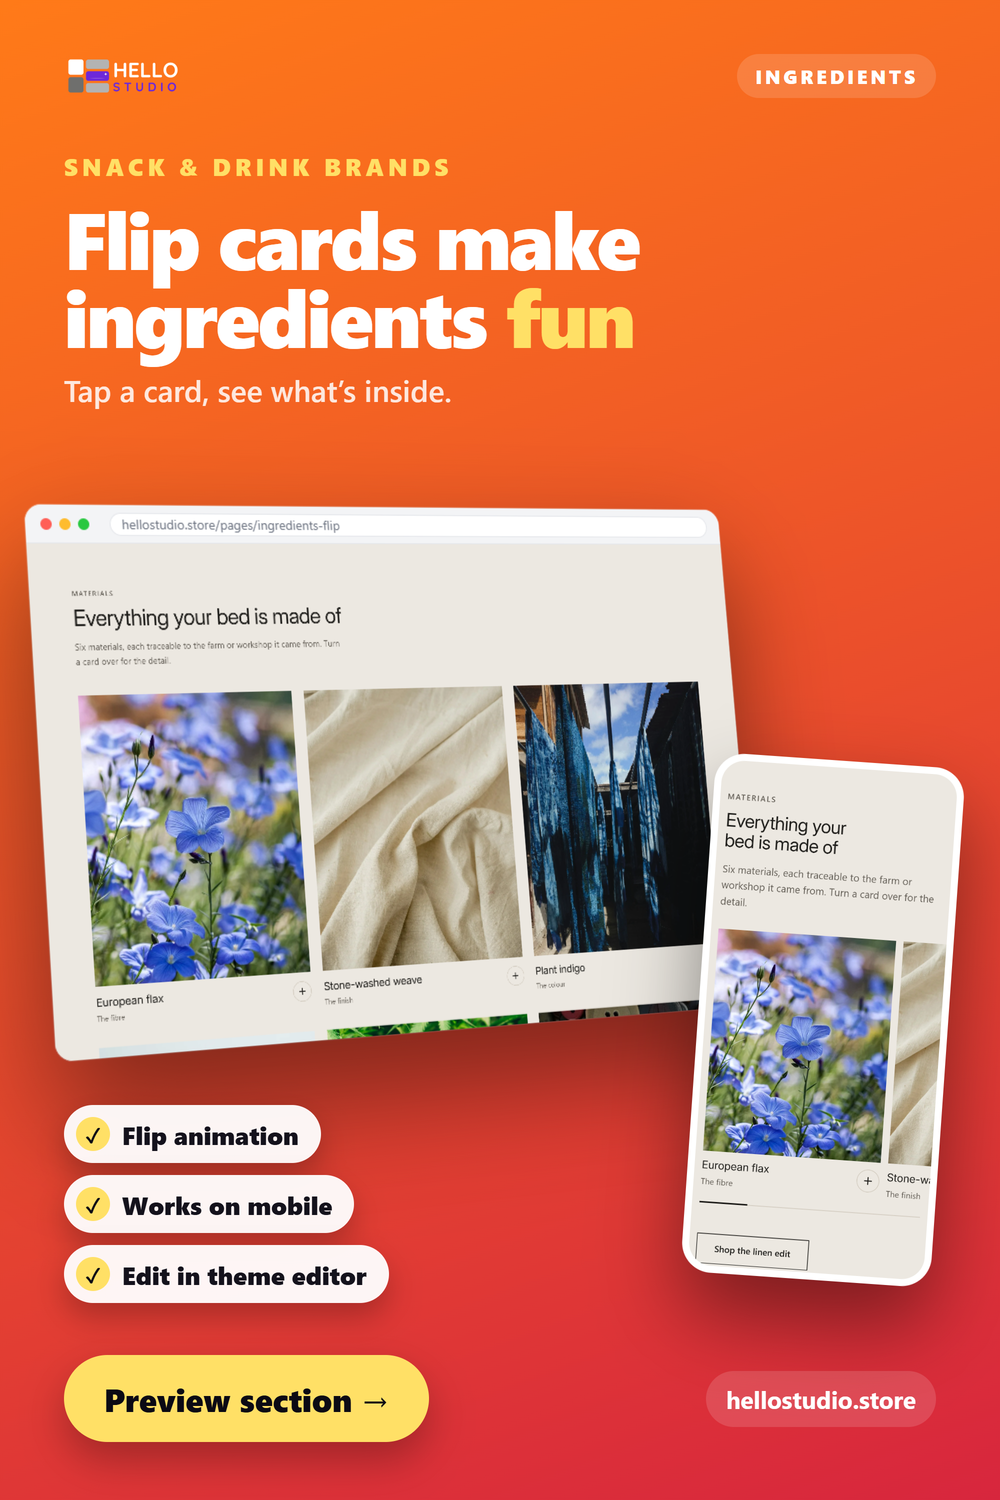 HELLO
STUDIO
INGREDIENTS
SNACK & DRINK BRANDS
Flip cards make
ingredients fun
Tap a card, see what's inside.
hellostudio.store/pages/ingredients-flip
MATERIALS
Everything your bed is made of
Six materials, each traceable to the farm or workshop it came from. Turn
a card over for the detail.
European flax
The fibre
Stone-washed weave
The finish
Plant indigo
The colour
MATERIALS
Everything your
bed is made of
Six materials, each traceable to the farm or
workshop it came from. Turn a card over for the
detail.
European flax
The fibre
Stone-wa
The finish
Shop the linen edit
✓ Flip animation
✓ Works on mobile
✓ Edit in theme editor
Preview section →
hellostudio.store